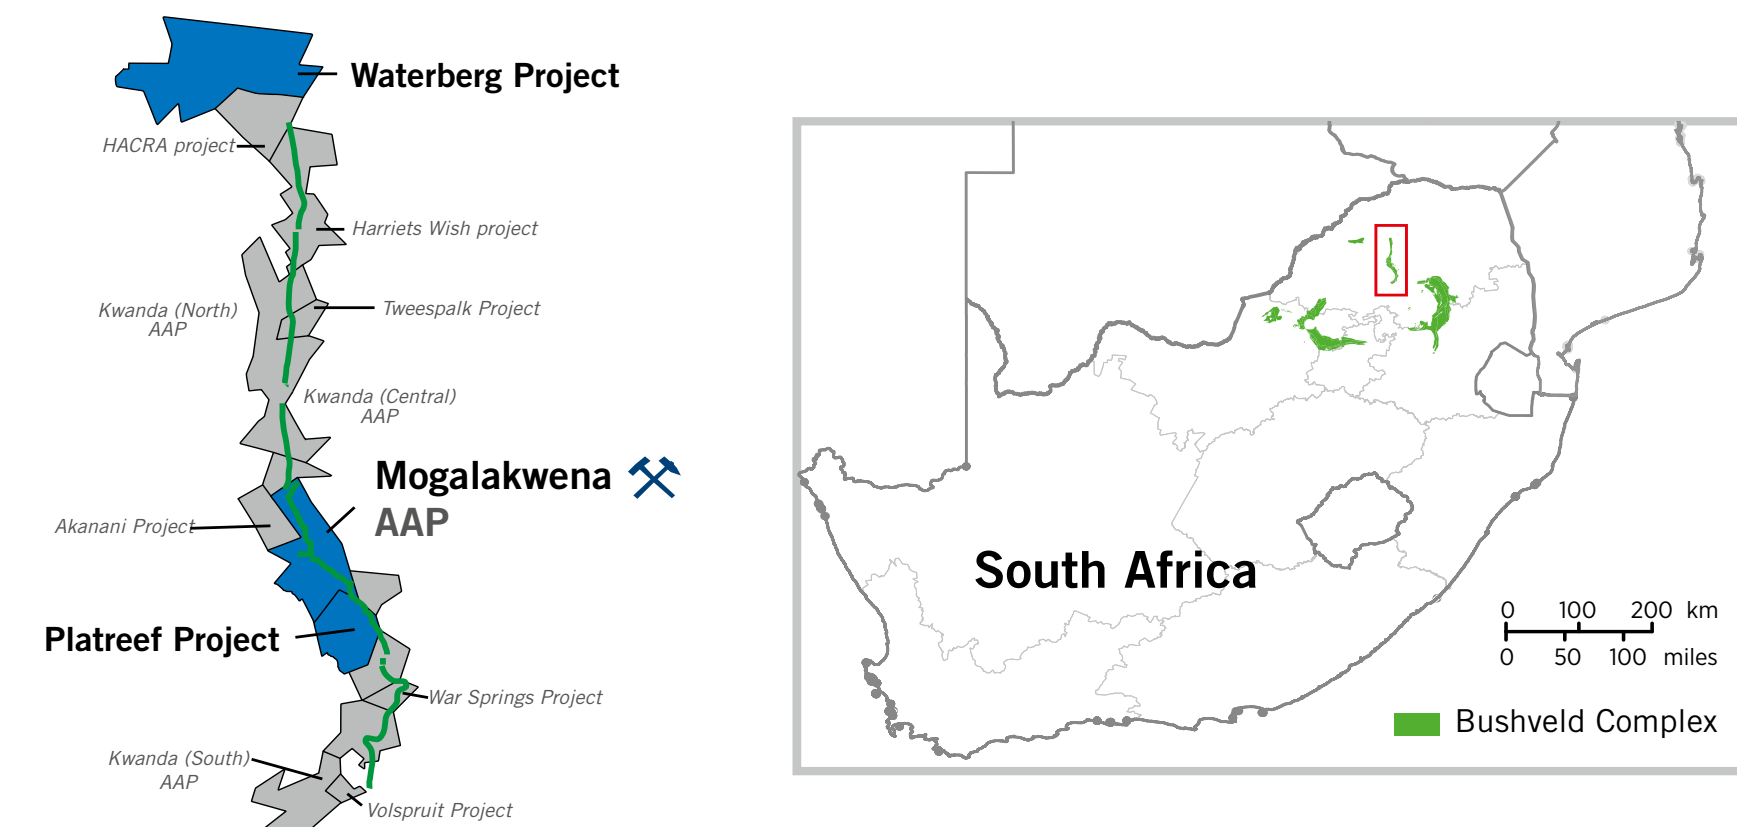 Waterberg Project
HACRA project
Harriets Wish project
Kwanda (North)
AAP
Tweespalk Project
Kwanda (Central)
AAP
Mogalakwena
AAP
Akanani Project
Platreef Project
War Springs Project
Kwanda (South)
AAP
Volspruit Project
South Africa
0 100 200 km
0 50 100 miles
Bushveld Complex